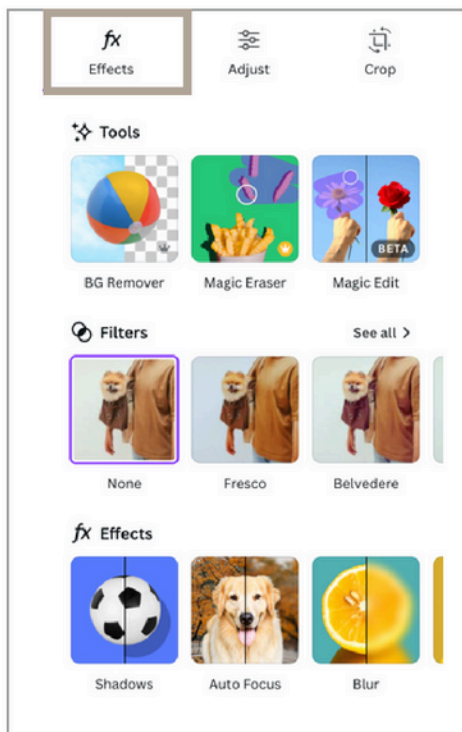 fx
Effects Adjust Crop
Tools
BETA
BG Remover Magic Eraser Magic Edit
Filters See all >
None Fresco Belvedere
fx Effects
Shadows Auto Focus Blur